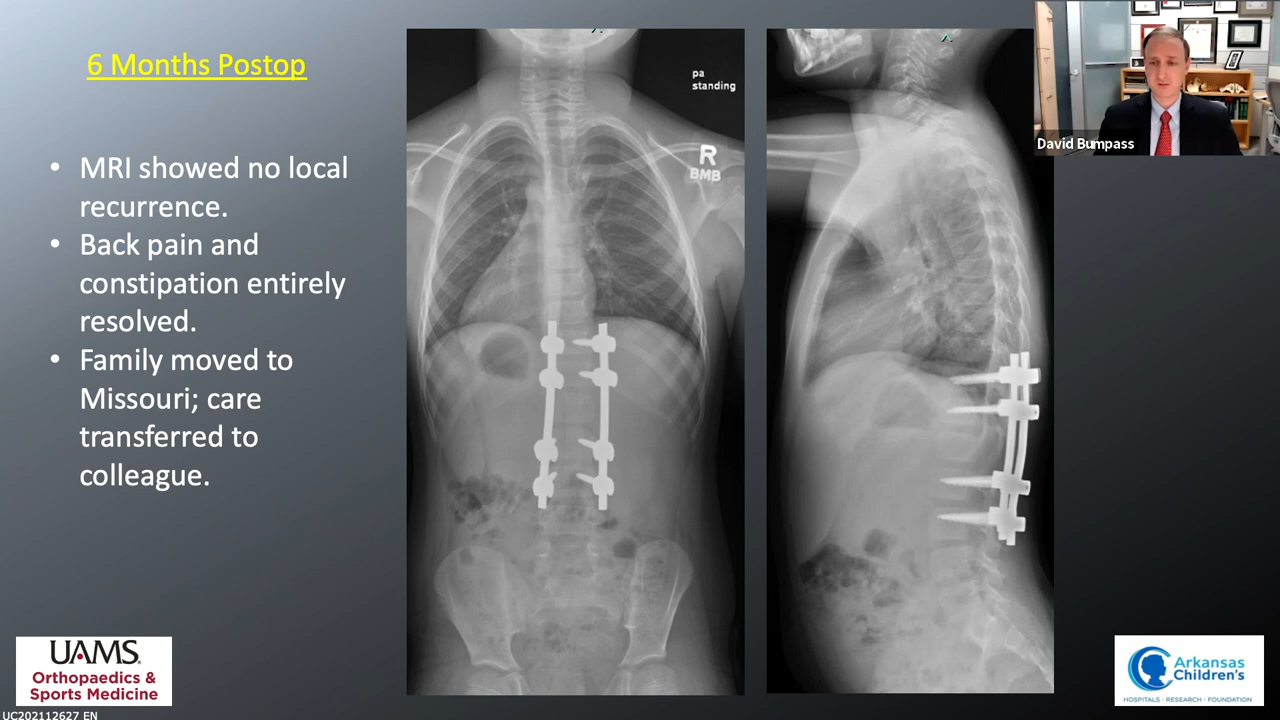 6 Months Postop
• MRI showed no local
recurrence.
• Back pain and
constipation entirely
resolved.
• Family moved to
Missouri; care
transferred to
colleague.
pa
standing
R
BMB
David Bumpass
UAMS
Orthopaedics &
Sports Medicine
Arkansas
Children's
HOSPITALS • RESEARCH • FOUNDATION
UC202112627 EN